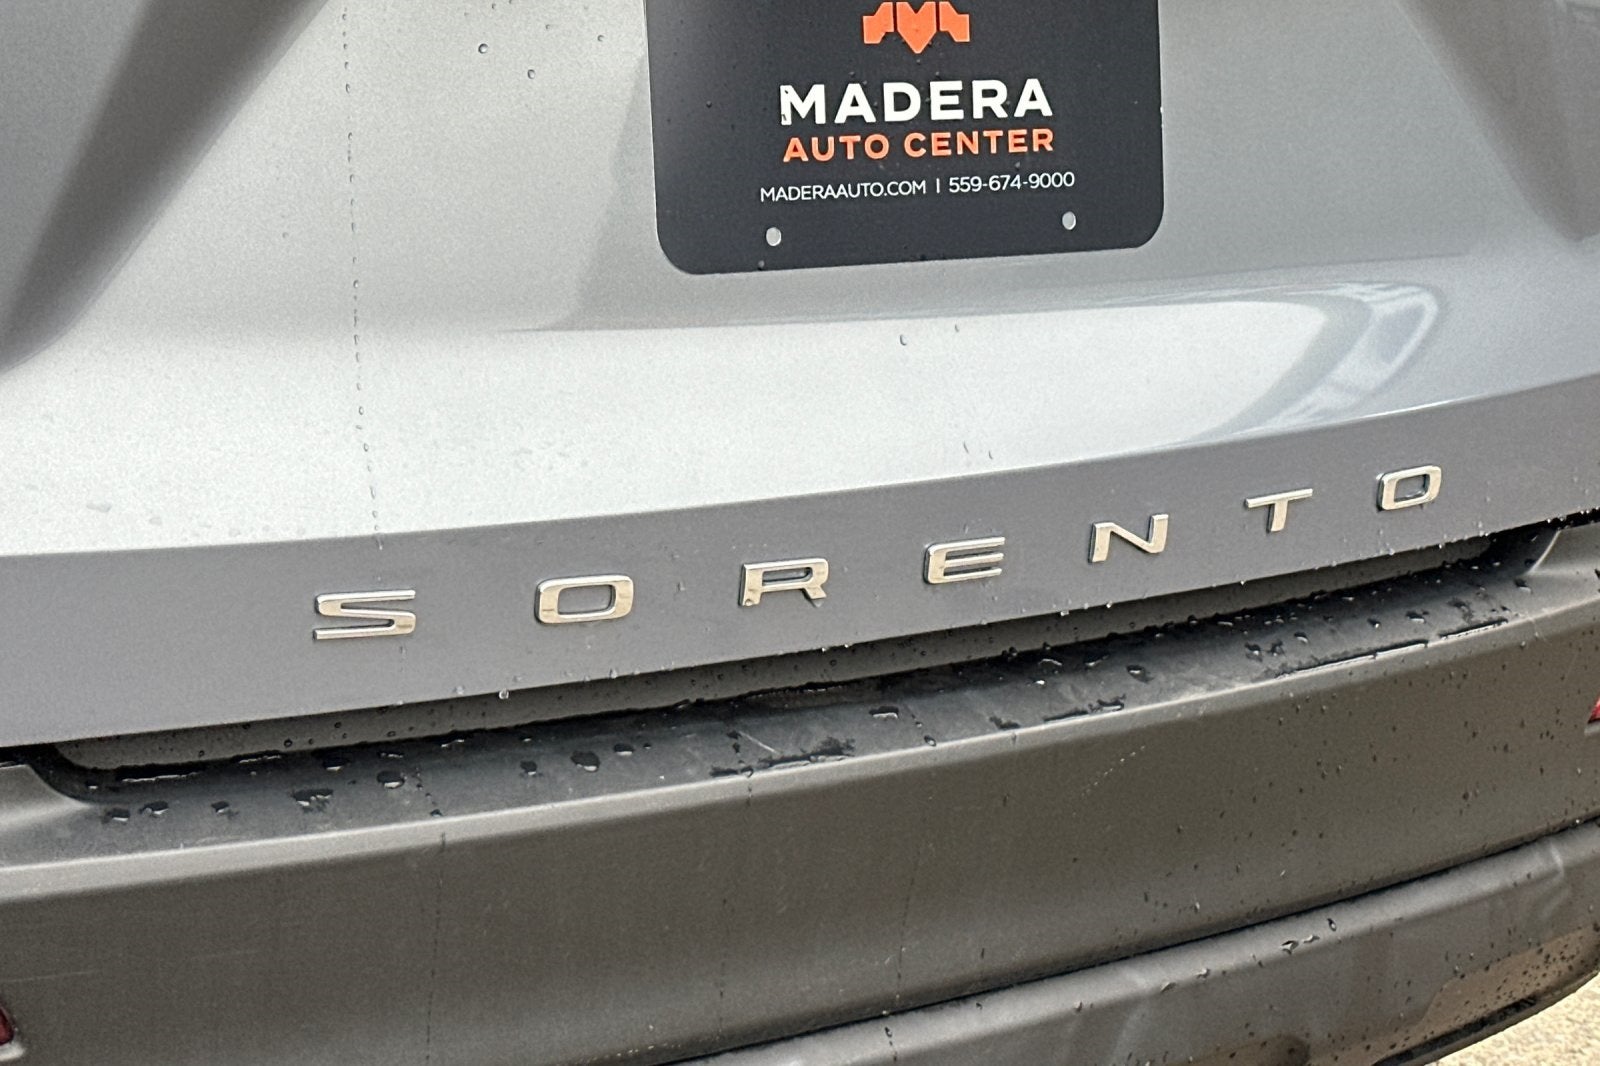 MADERA
AUTO CENTER
MADERAAUTO.COM | 559-674-9000
SORENTO